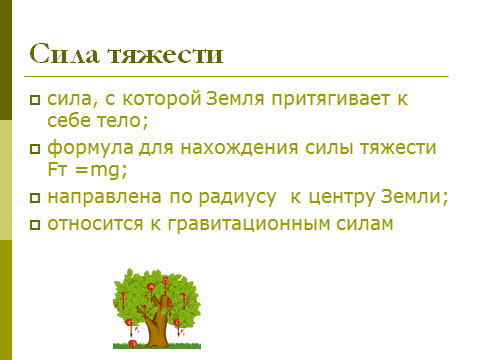 Сила тяжести
сила, с которой Земля притягивает к
себе тело;
формула для нахождения силы тяжести
Fт =mg;
направлена по радиусу к центру Земли;
относится к гравитационным силам